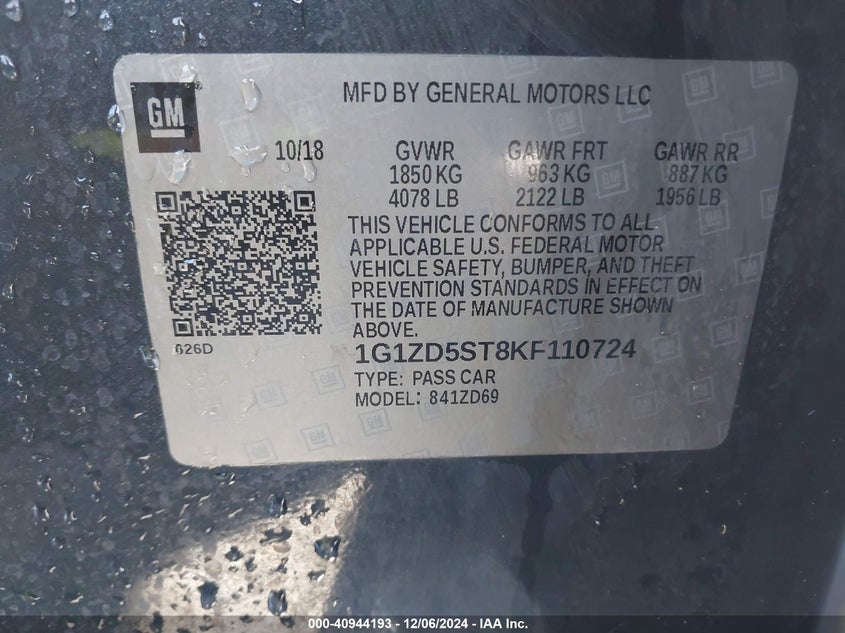 GM
MFD BY GENERAL MOTORS LLC
10/18 GVWR GAWR FRT GAWR RR
1850 KG 963 KG 887 KG
4078 LB 2122 LB 1956 LB
THIS VEHICLE CONFORMS TO ALL
APPLICABLE U.S. FEDERAL MOTOR
VEHICLE SAFETY, BUMPER, AND THEFT
PREVENTION STANDARDS IN EFFECT ON
THE DATE OF MANUFACTURE SHOWN
ABOVE.
626D
1G1ZD5ST8KF110724
TYPE: PASS CAR
MODEL: 841ZD69
000-40944193 - 12/06/2024 - IAA Inc.